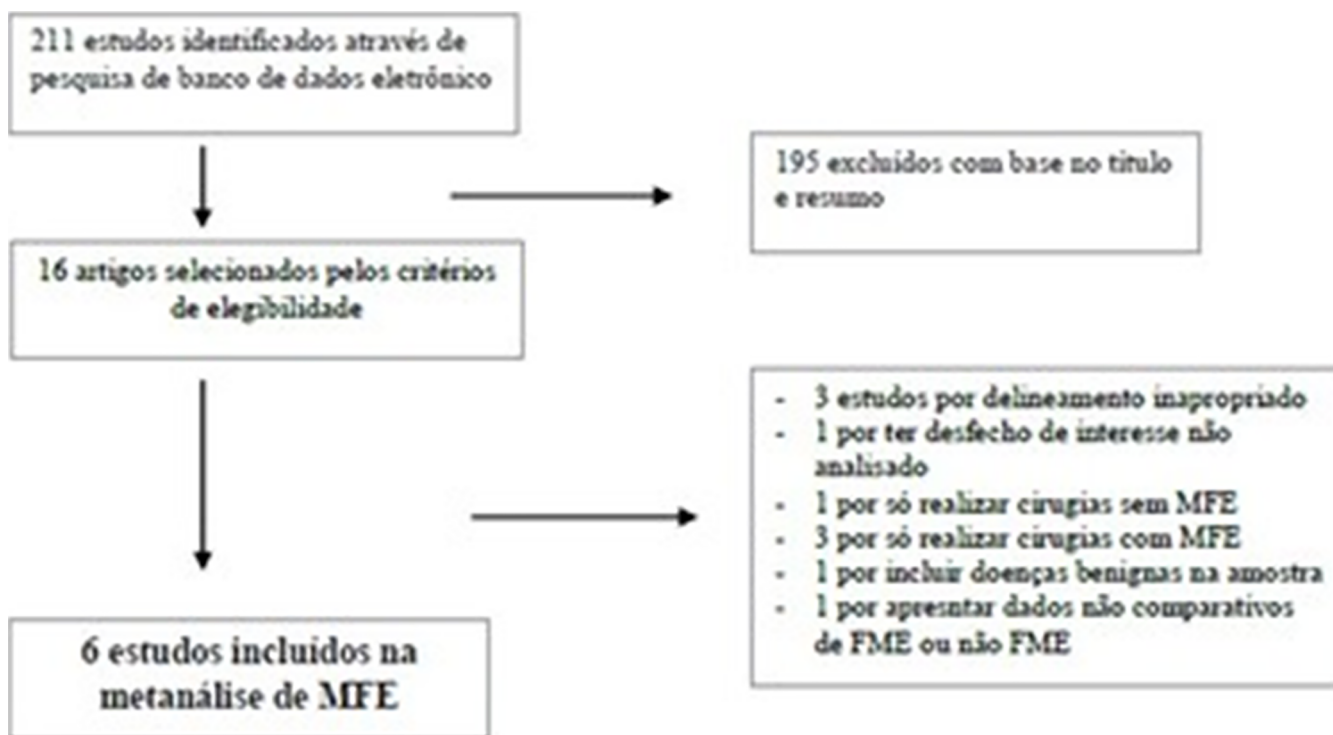 211 estudos identificados através de
pesquisa de banco de dados eletrônico
195 excluídos com base no titulo
e resumo
16 artigos selecionados pelos critérios
de elegibilidade
- 3 estudos por delineamento inapropriado
- 1 por ter desfecho de interesse não
analisado
- 1 por só realizar cirugias sem MFE
- 3 por só realizar cirugias com MFE
- 1 por incluir doenças benignas na amostra
- 1 por apresntar dados não comparativos
de FME ou não FME
6 estudos incluídos na
metanálise de MFE